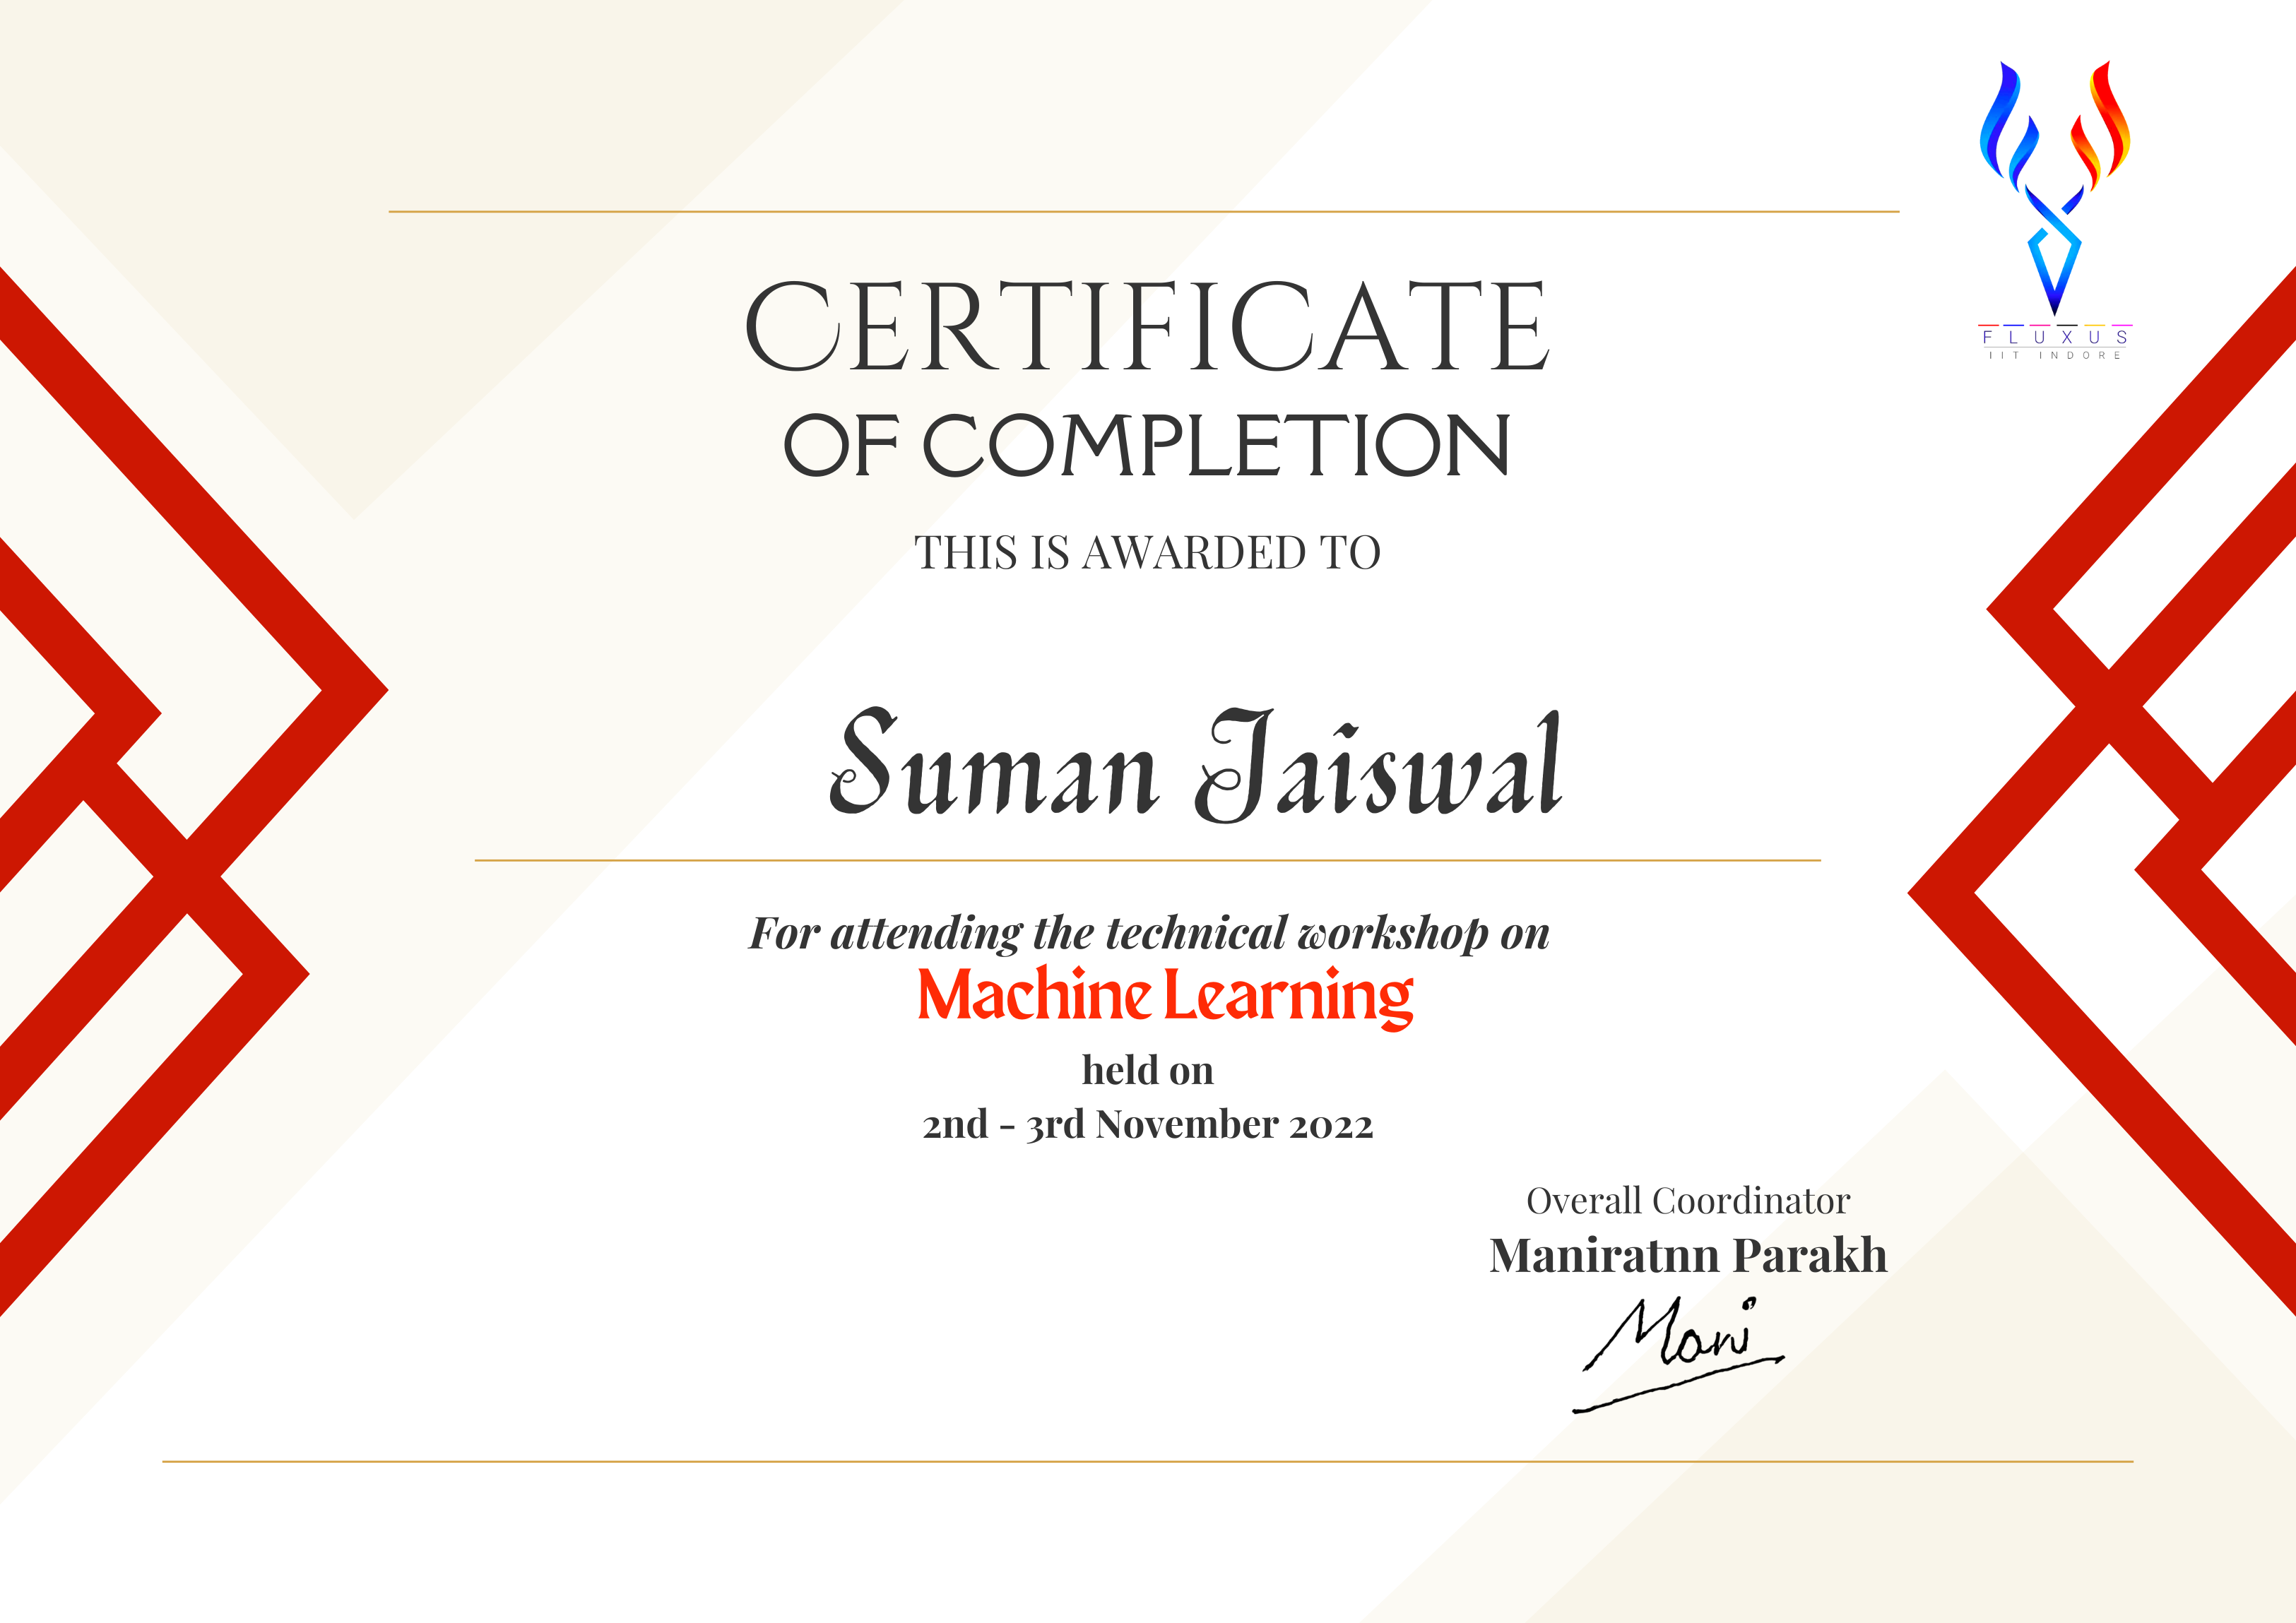 FLUXUS
IIT INDORE
CERTIFICATE
OF COMPLETION
THIS IS AWARDED TO
Suman Jaiswal
For attending the technical workshop on
Machine Learning
held on
2nd - 3rd November 2022
Overall Coordinator
Maniratnn Parakh
Mani